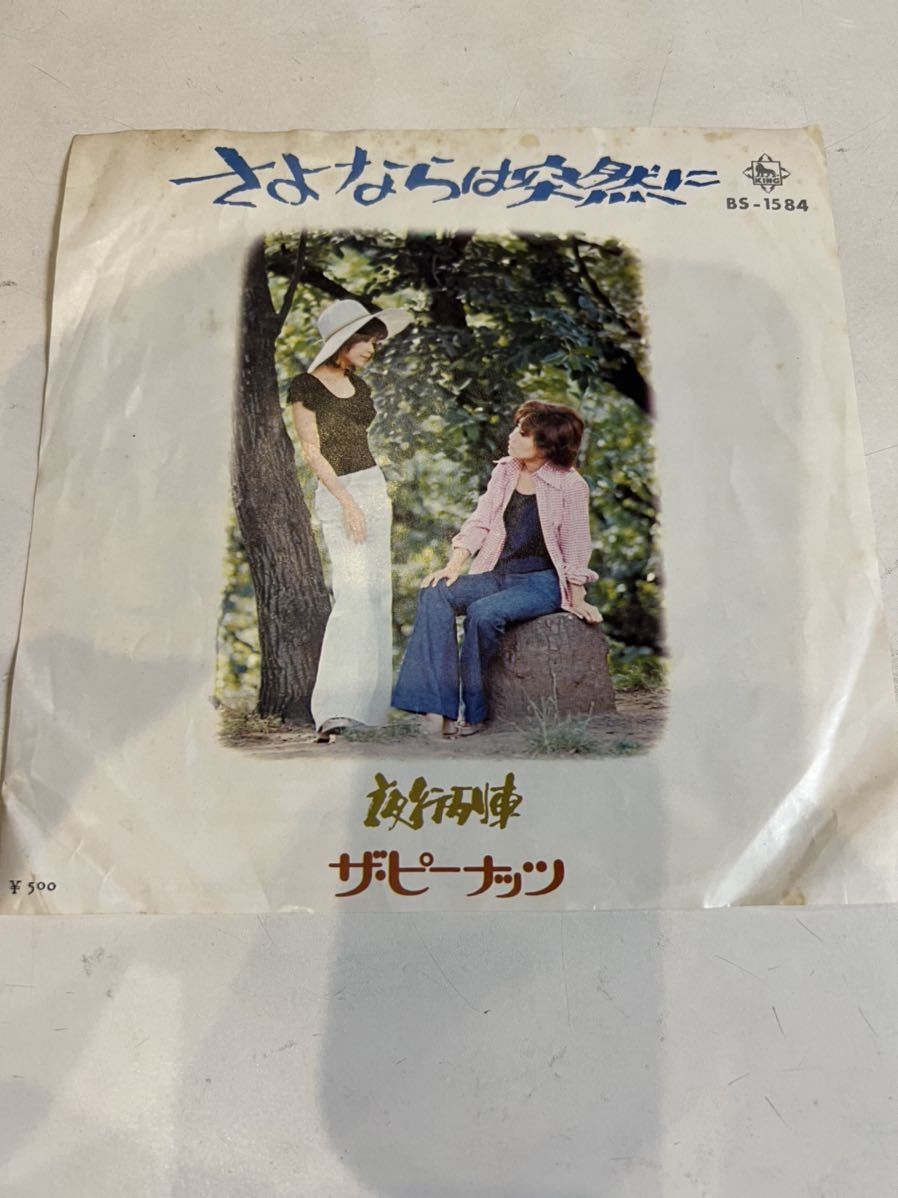 さよならは突然に
KING
BS-1584
夜行列車
ザ・ピーナッツ
¥500